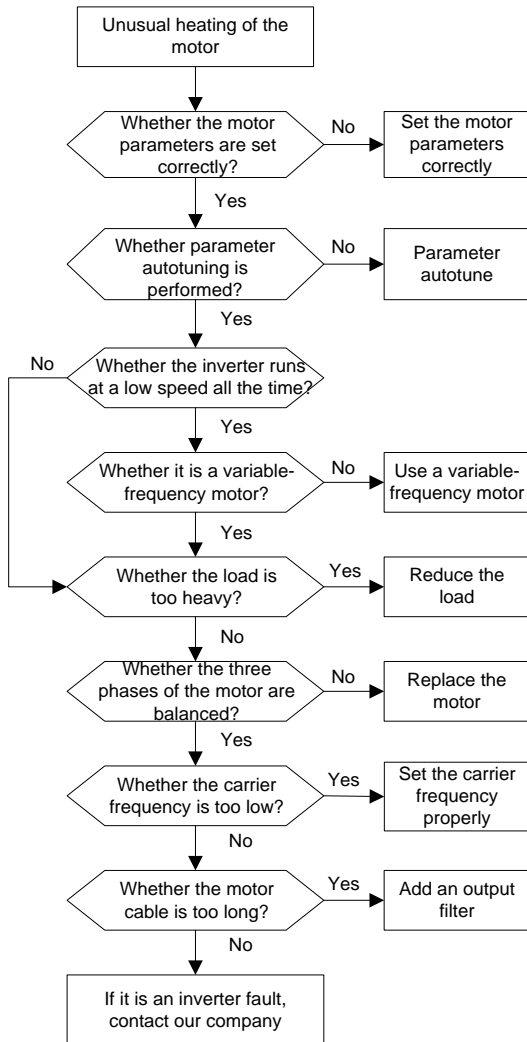 Unusual heating of the
motor
Whether the motor
parameters are set
correctly?
No
Set the motor
parameters
correctly
Yes
Whether parameter
autotuning is
performed?
No
Parameter
autotune
Yes
No
Whether the inverter runs
at a low speed all the time?
Yes
Whether it is a variable-
frequency motor?
No
Use a variable-
frequency motor
Yes
Whether the load is
too heavy?
Yes
Reduce the
load
No
Whether the three
phases of the motor are
balanced?
No
Replace the
motor
Yes
Whether the carrier
frequency is too low?
Yes
Set the carrier
frequency
properly
No
Whether the motor
cable is too long?
Yes
Add an output
filter
No
If it is an inverter fault,
contact our company